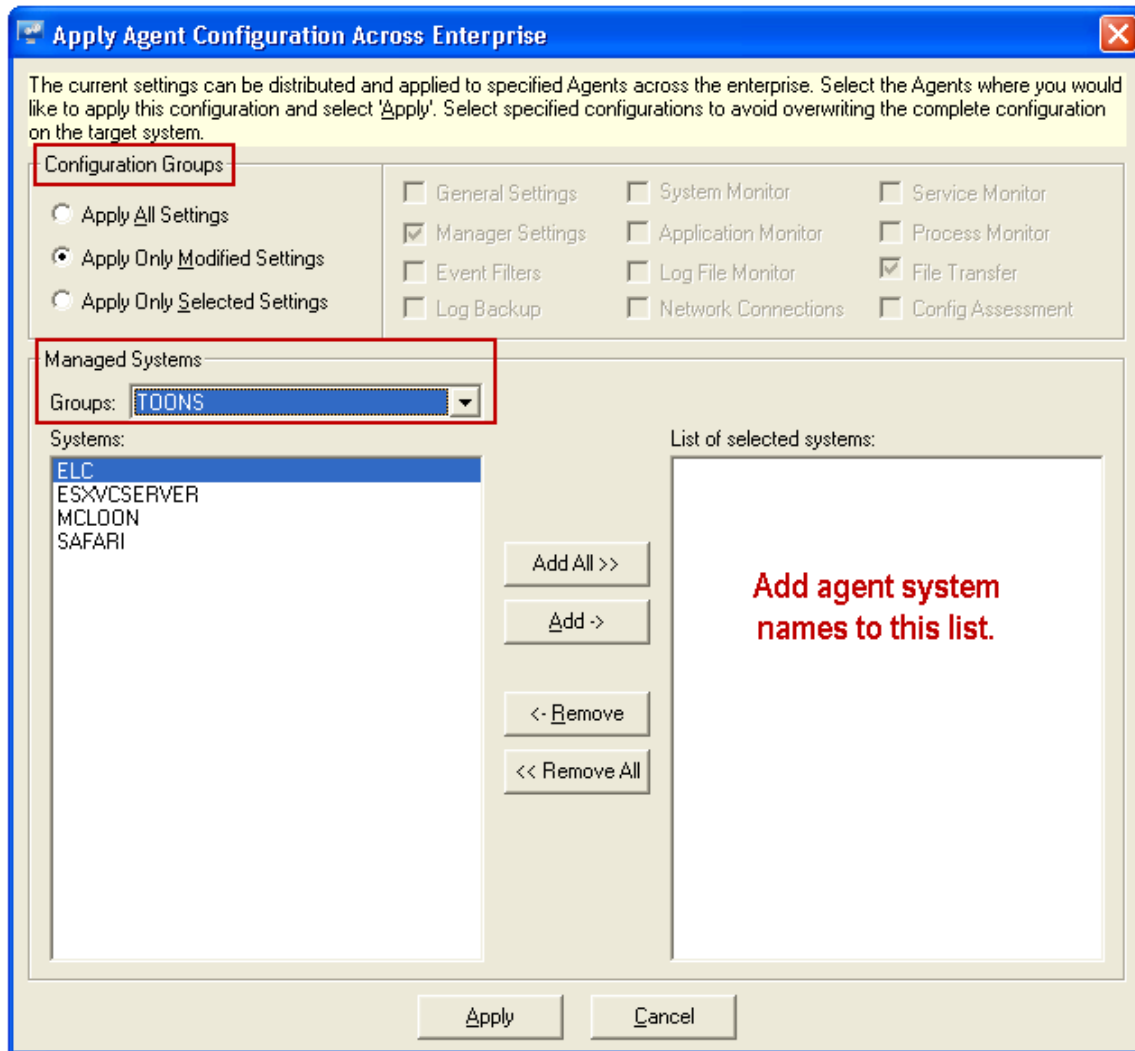 Apply Agent Configuration Across Enterprise
The current settings can be distributed and applied to specified Agents across the enterprise. Select the Agents where you would
like to apply this configuration and select 'Apply'. Select specified configurations to avoid overwriting the complete configuration
on the target system.
Configuration Groups
Apply All Settings
Apply Only Modified Settings
Apply Only Selected Settings
General Settings
System Monitor
Service Monitor
Manager Settings
Application Monitor
Process Monitor
Event Filters
Log File Monitor
File Transfer
Log Backup
Network Connections
Config Assessment
Managed Systems
Groups: TOONS
Systems:
ELC
ESXVCSERVER
MCLOON
SAFARI
Add All >>
Add ->
<- Remove
<< Remove All
List of selected systems:
Add agent system
names to this list.
Apply
Cancel